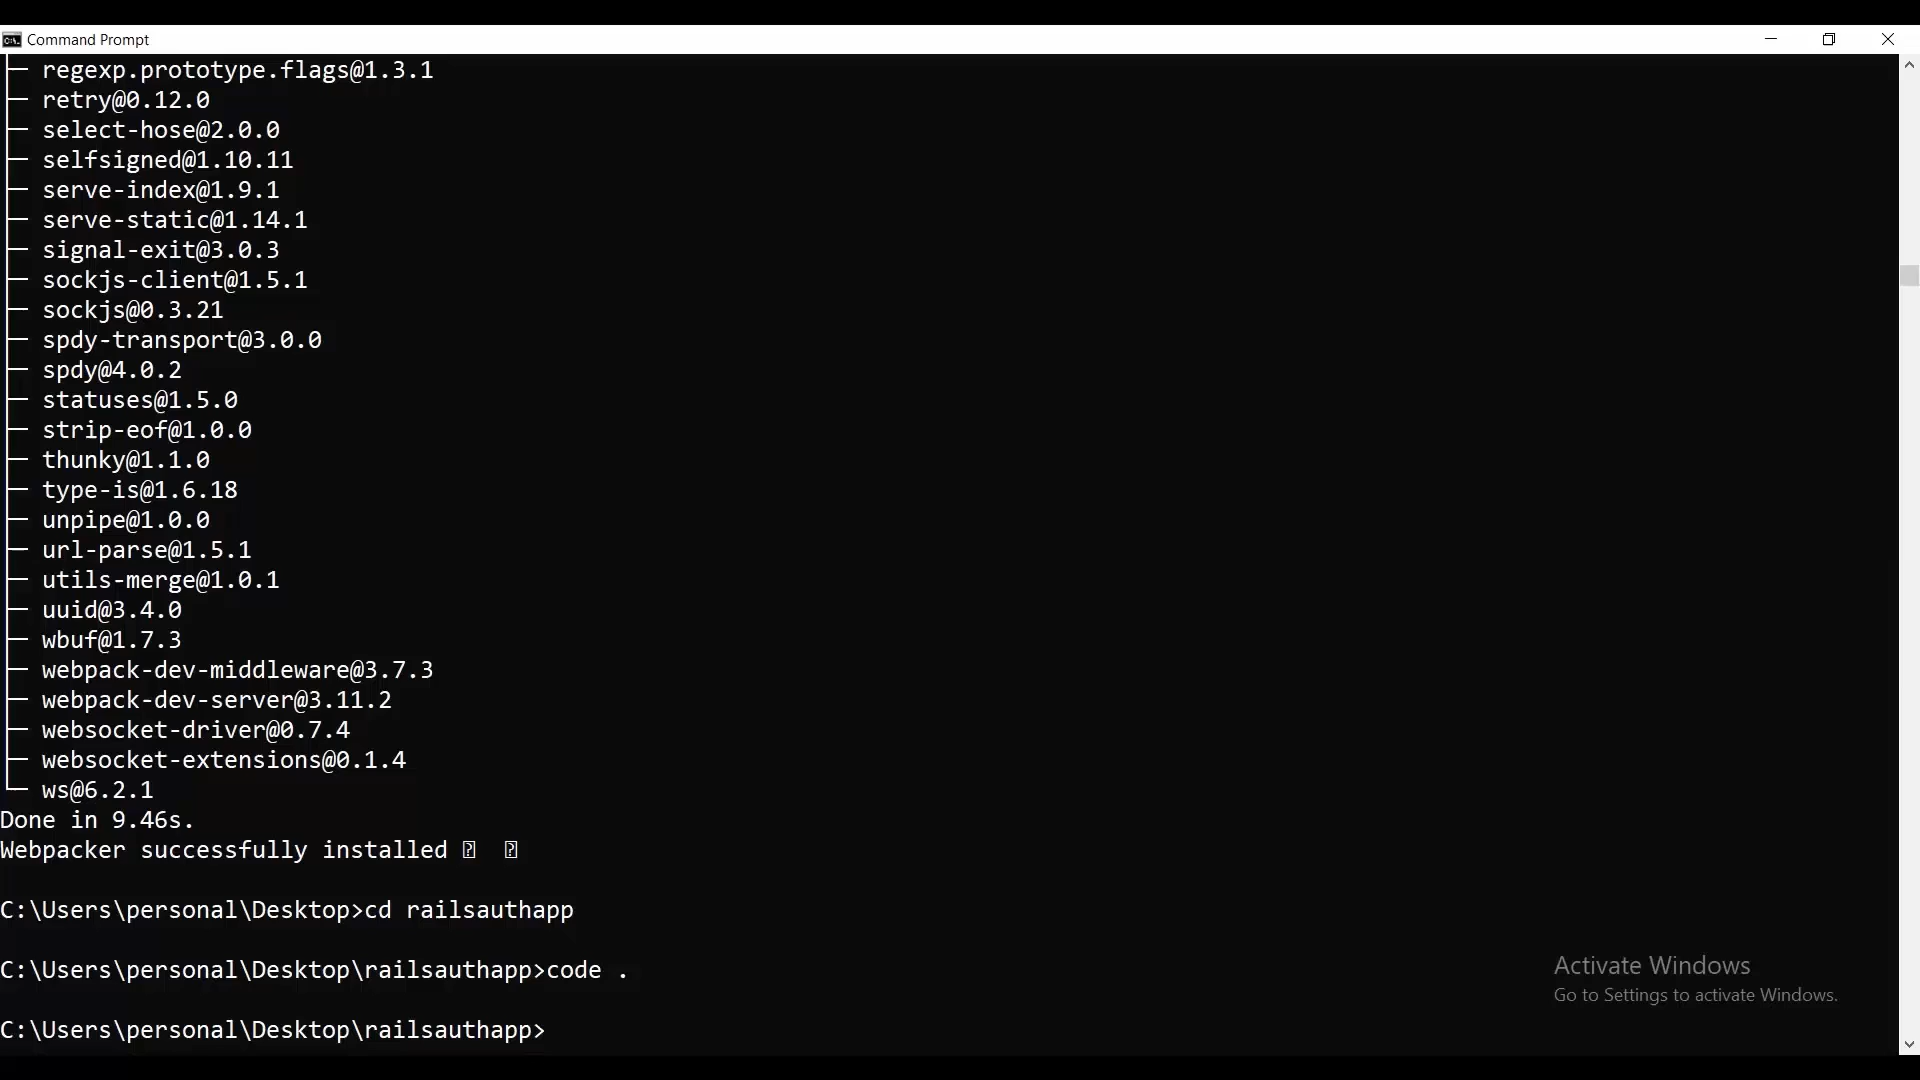 Command Prompt
├─ regexp.prototype.flags@1.3.1
├─ retry@0.12.0
├─ select-hose@2.0.0
├─ selfsigned@1.10.11
├─ serve-index@1.9.1
├─ serve-static@1.14.1
├─ signal-exit@3.0.3
├─ sockjs-client@1.5.1
├─ sockjs@0.3.21
├─ spdy-transport@3.0.0
├─ spdy@4.0.2
├─ statuses@1.5.0
├─ strip-eof@1.0.0
├─ thunky@1.1.0
├─ type-is@1.6.18
├─ unpipe@1.0.0
├─ url-parse@1.5.1
├─ utils-merge@1.0.1
├─ uuid@3.4.0
├─ wbuf@1.7.3
├─ webpack-dev-middleware@3.7.3
├─ webpack-dev-server@3.11.2
├─ websocket-driver@0.7.4
├─ websocket-extensions@0.1.4
└─ ws@6.2.1
Done in 9.46s.
Webpacker successfully installed
C:\Users\personal\Desktop>cd railsauthapp
C:\Users\personal\Desktop\railsauthapp>code .
C:\Users\personal\Desktop\railsauthapp>
Activate Windows
Go to Settings to activate Windows.